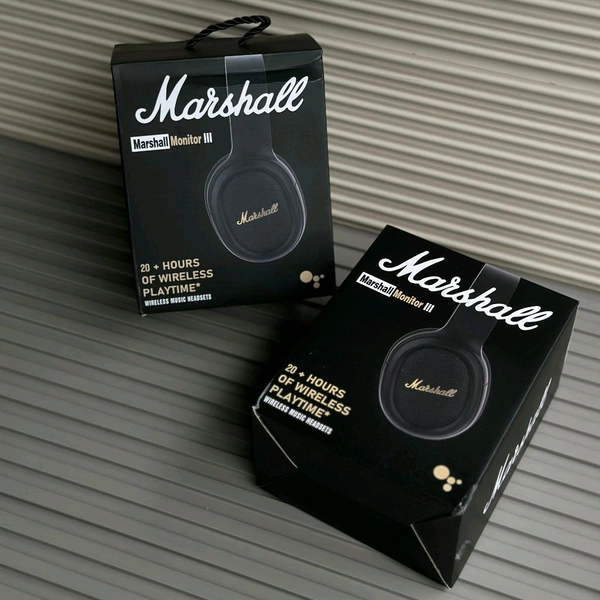 Marshall
Marshall Monitor III
Marshall
20 + HOURS
OF WIRELESS
PLAYTIME*
WIRELESS MUSIC HEADSETS
Marshall
Marshall Monitor III
Marshall
20 + HOURS
OF WIRELESS
PLAYTIME*
WIRELESS MUSIC HEADSETS
Marshall